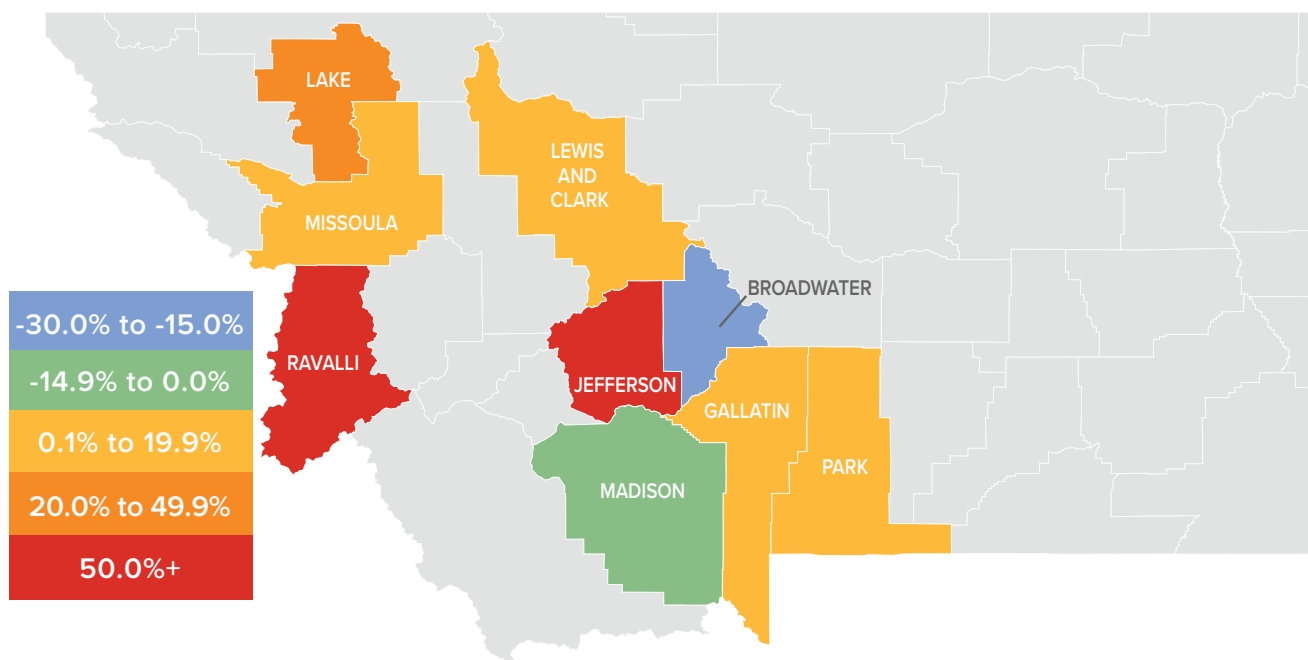 LAKE
LEWIS
AND
CLARK
MISSOULA
BROADWATER
-30.0% to -15.0%
-14.9% to 0.0%
0.1% to 19.9%
20.0% to 49.9%
50.0%+
RAVALLI
JEFFERSON
GALLATIN
PARK
MADISON